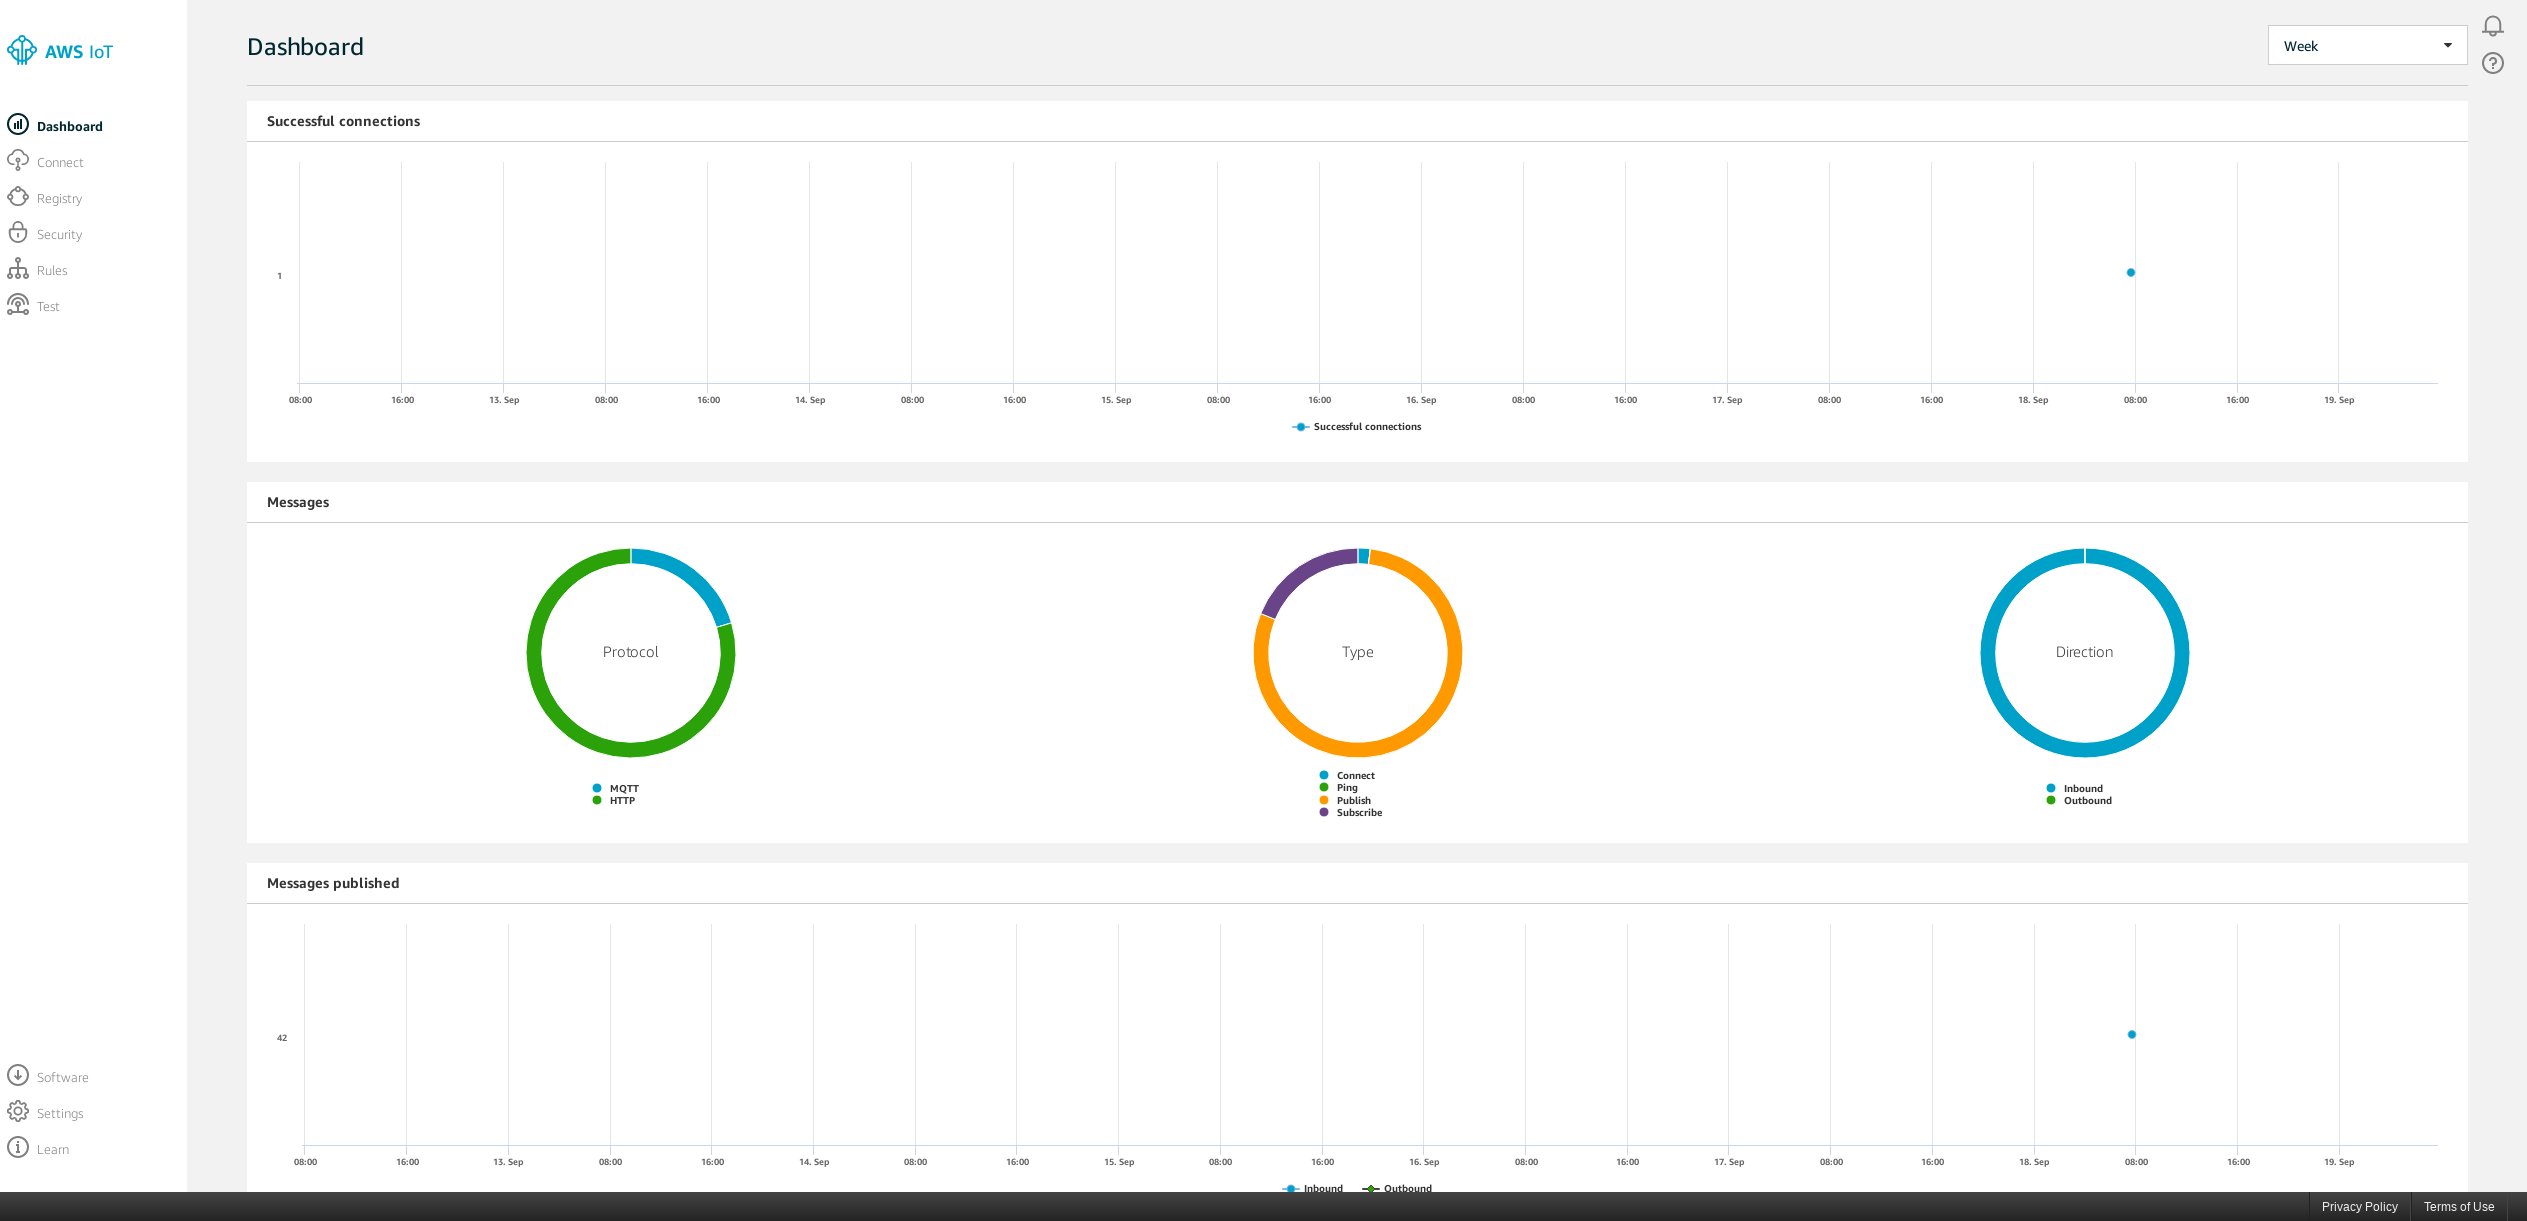 AWS IoT
Dashboard
Connect
Registry
Security
Rules
Test
Software
Settings
Learn
Dashboard
Week
Successful connections
1
08:00 16:00 13. Sep 08:00 16:00 14. Sep 08:00 16:00 15. Sep 08:00 16:00 16. Sep 08:00 16:00 17. Sep 08:00 16:00 18. Sep 08:00 16:00 19. Sep
Successful connections
Messages
Protocol
MQTT
HTTP
Type
Connect
Ping
Publish
Subscribe
Direction
Inbound
Outbound
Messages published
42
08:00 16:00 13. Sep 08:00 16:00 14. Sep 08:00 16:00 15. Sep 08:00 16:00 16. Sep 08:00 16:00 17. Sep 08:00 16:00 18. Sep 08:00 16:00 19. Sep
Inbound Outbound
Privacy Policy Terms of Use